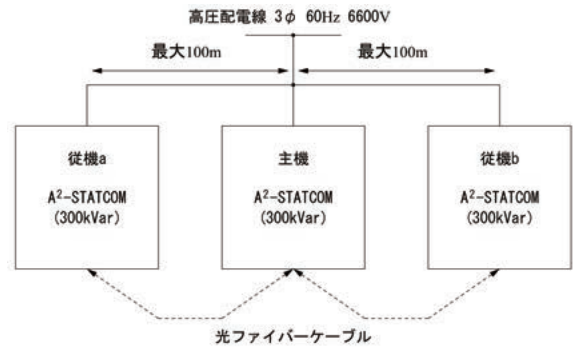 高圧配電線 3φ 60Hz 6600V
最大100m
最大100m
従機a
A²-STATCOM
(300kVar)
主機
A²-STATCOM
(300kVar)
従機b
A²-STATCOM
(300kVar)
光ファイバーケーブル